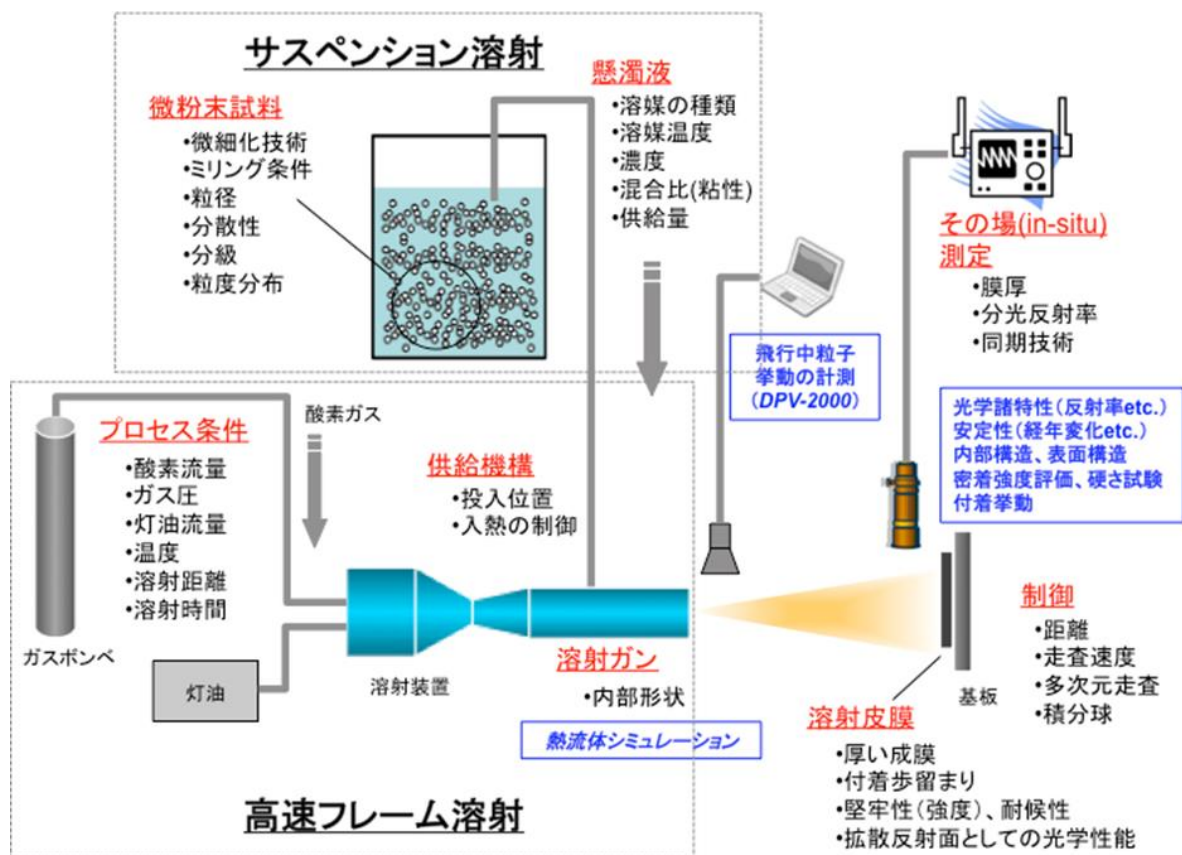 サスペンション溶射
微粉末試料
•微細化技術
•ミリング条件
•粒径
•分散性
•分級
•粒度分布
懸濁液
•溶媒の種類
•溶媒温度
•濃度
•混合比(粘性)
•供給量
その場(in-situ)
測定
•膜厚
•分光反射率
•同期技術
飛行中粒子
挙動の計測
(DPV-2000)
光学諸特性(反射率etc.)
安定性(経年変化etc.)
内部構造、表面構造
密着強度評価、硬さ試験
付着挙動
プロセス条件
•酸素流量
•ガス圧
•灯油流量
•温度
•溶射距離
•溶射時間
酸素ガス
供給機構
•投入位置
•入熱の制御
ガスボンベ
灯油
溶射装置
溶射ガン
•内部形状
熱流体シミュレーション
基板
制御
•距離
•走査速度
•多次元走査
•積分球
溶射皮膜
•厚い成膜
•付着歩留まり
•堅牢性(強度)、耐候性
•拡散反射面としての光学性能
高速フレーム溶射